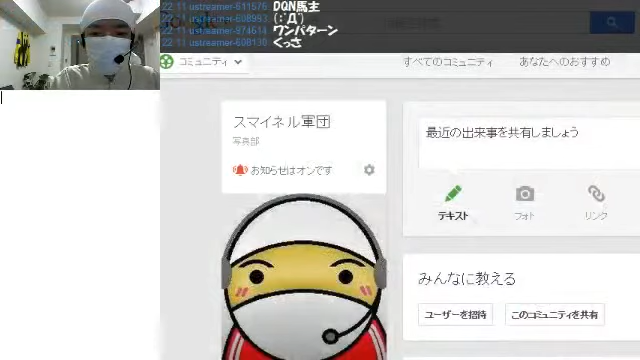 22:11 ustreamer-611576 DQN馬主
22:11 ustreamer-608993 (;ﾟДﾟ)
22:11 ustreamer-974614 ワンパターン
22:11 ustreamer-608130 くっさ
コミュニティ
すべてのコミュニティ
あなたへのおすすめ
スマイネル軍団
写真部
お知らせはオンです
最近の出来事を共有しましょう
テキスト
フォト
リンク
みんなに教える
ユーザーを招待
このコミュニティを共有